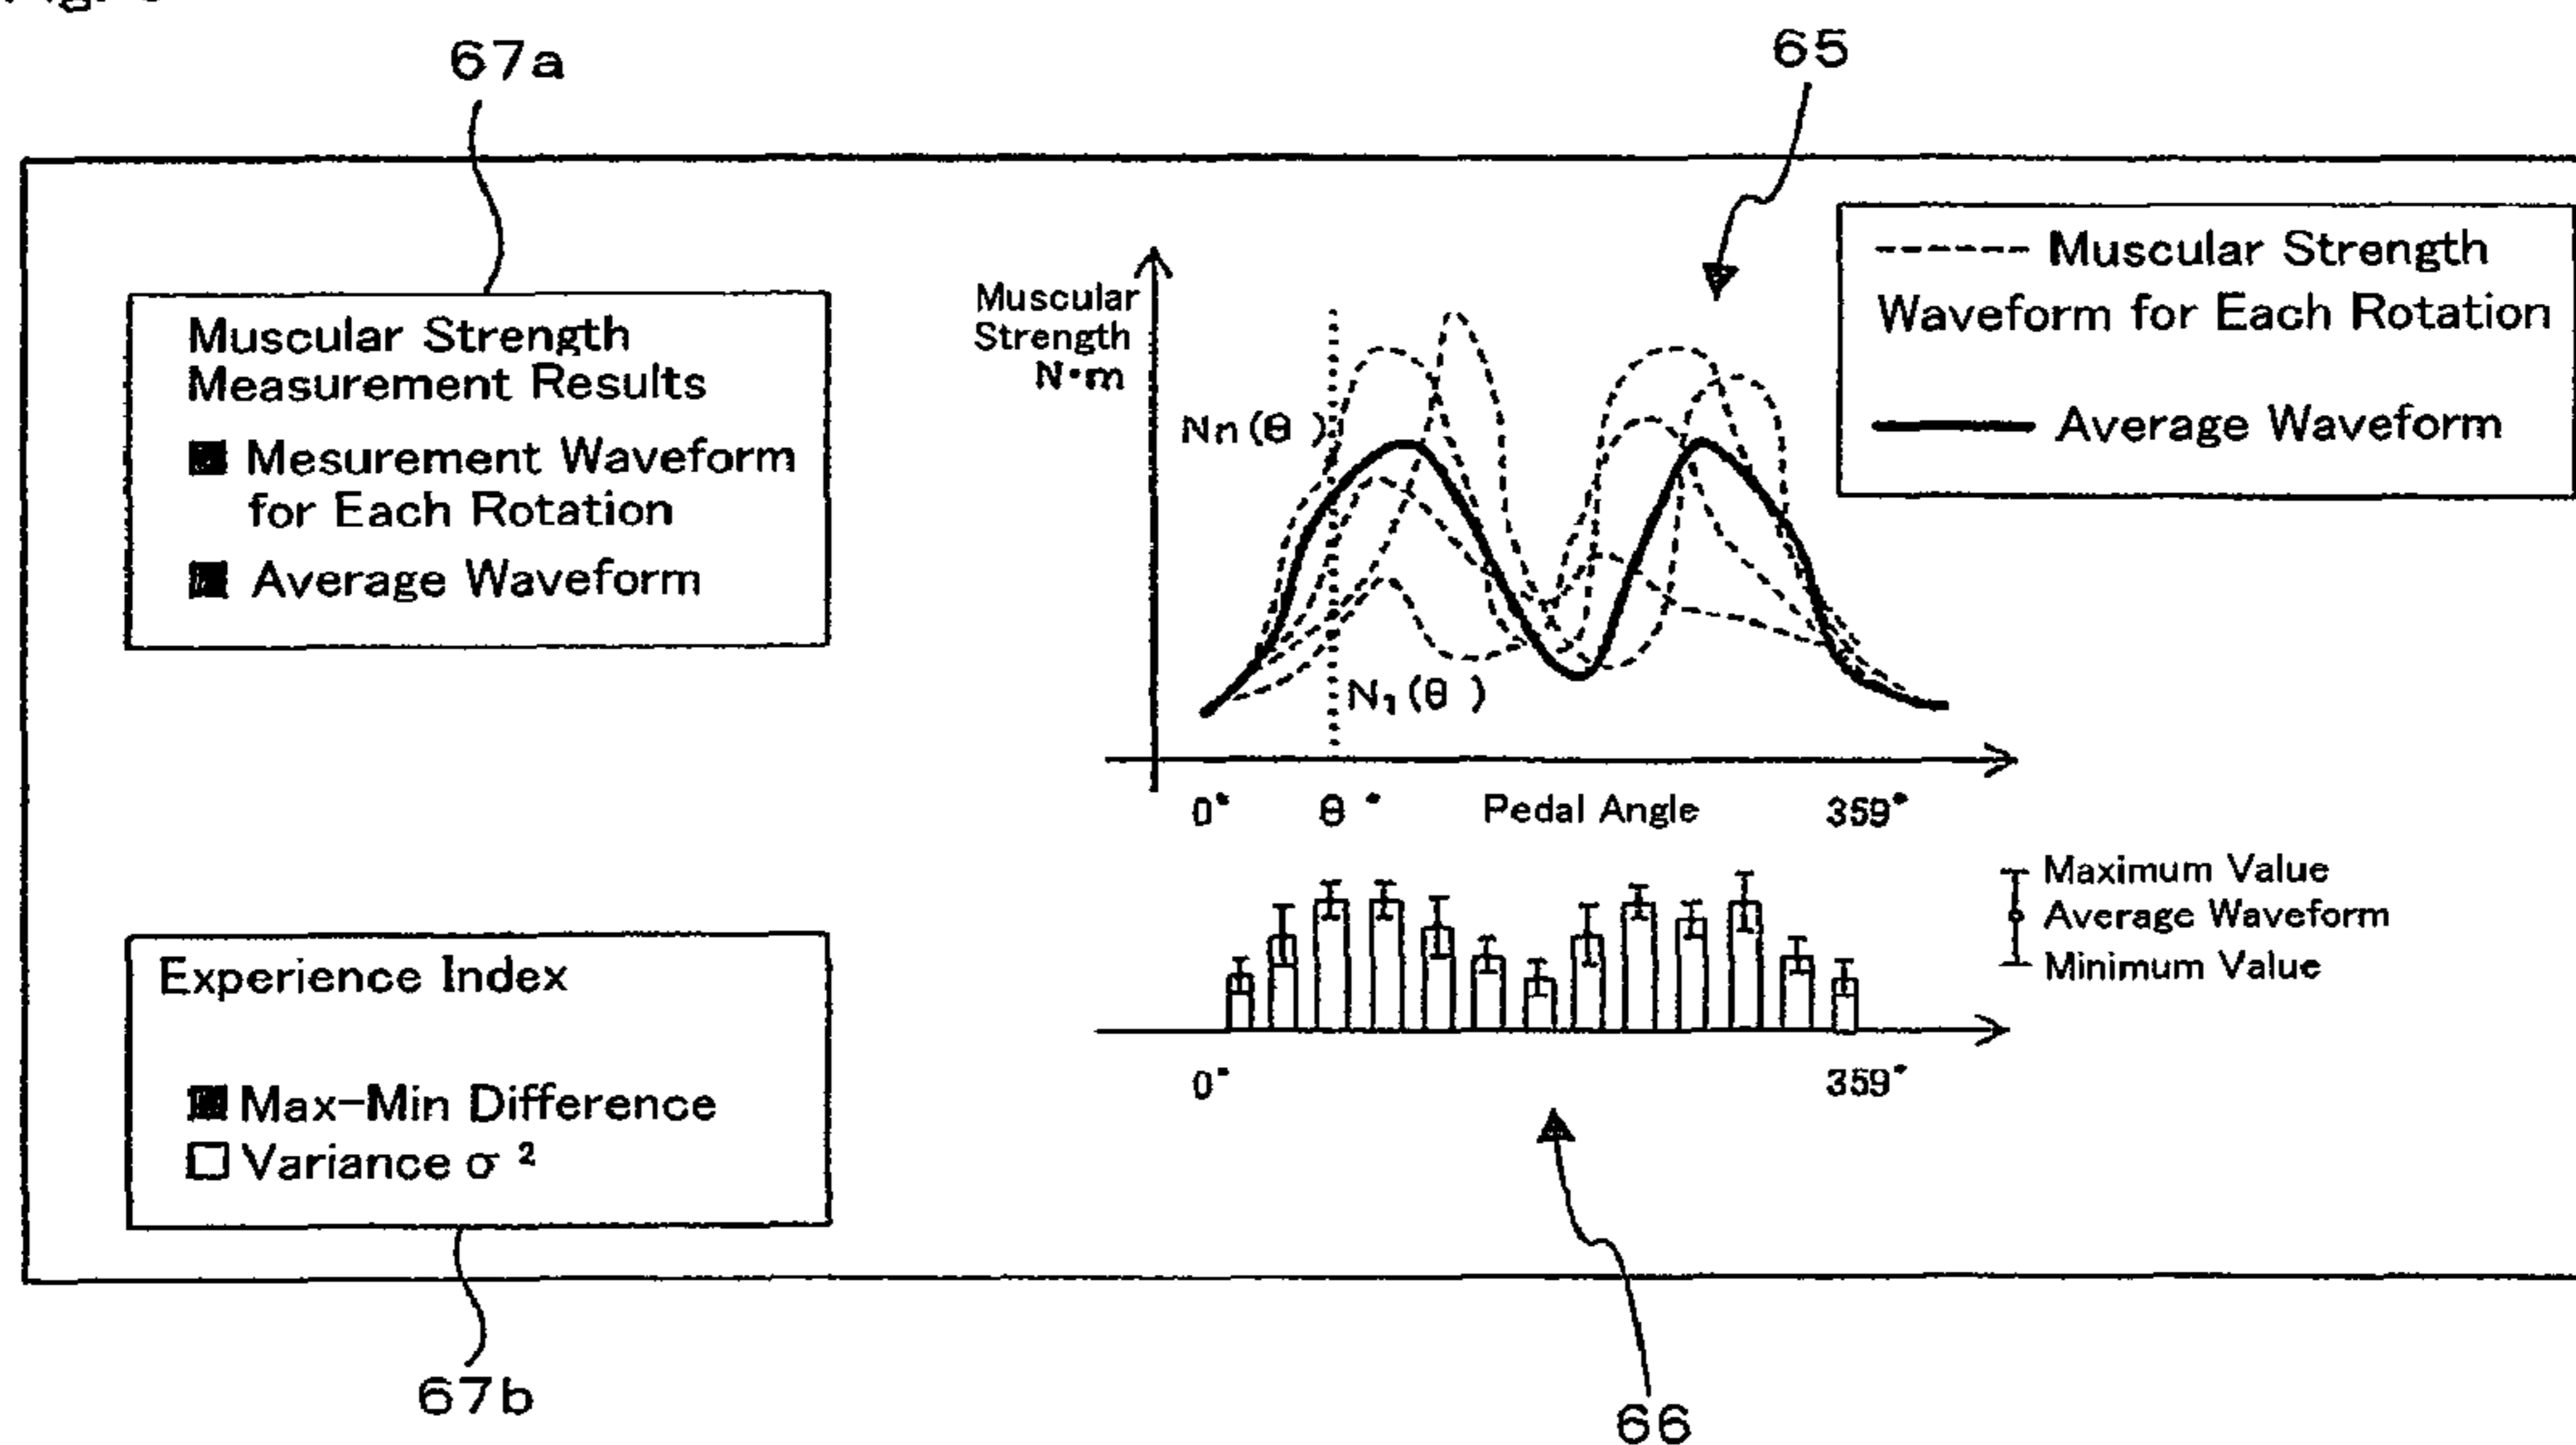 67a
65
Muscular Strength
Measurement Results
■ Mesurement Waveform
for Each Rotation
■ Average Waveform
Muscular
Strength
N·m
Nn(θ )
N₁(θ )
0° θ ° Pedal Angle 359°
------ Muscular Strength
Waveform for Each Rotation
Average Waveform
Maximum Value
Average Waveform
Minimum Value
0° 359°
Experience Index
■ Max-Min Difference
□ Variance σ ²
67b
66